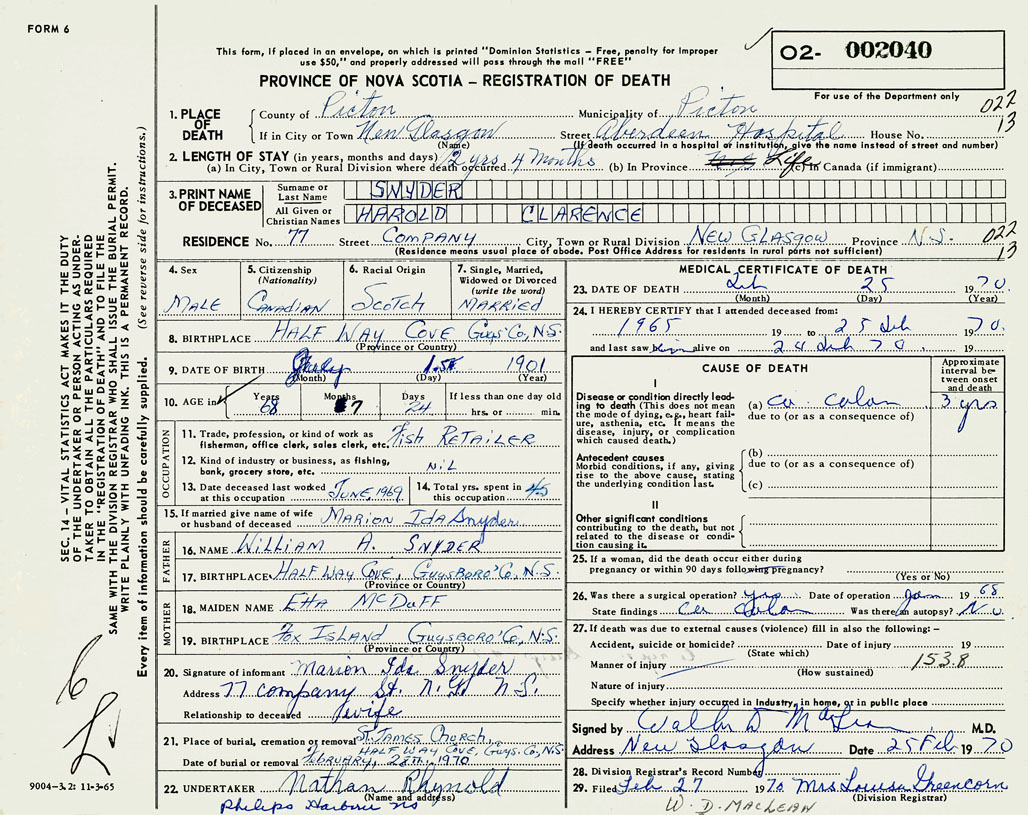 FORM 6
This form, if placed in an envelope, on which is printed "Dominion Statistics – Free, penalty for improper
use $50," and properly addressed will pass through the mail "FREE"
PROVINCE OF NOVA SCOTIA – REGISTRATION OF DEATH
O2- 002040
For use of the Department only
022
13
1. PLACE OF DEATH
County of Picton Municipality of Picton
If in City or Town New Glasgow Street Aberdeen Hospital House No.
(Name) (If death occurred in a hospital or institution, give the name instead of street and number)
2. LENGTH OF STAY (in years, months and days) 2 yrs 4 Months
(a) In City, Town or Rural Division where death occurred (b) In Province Life (c) In Canada (if immigrant)
3. PRINT NAME OF DECEASED
Surname or Last Name SNYDER
All Given or Christian Names HAROLD CLARENCE
RESIDENCE No. 77 Street COMPANY City, Town or Rural Division NEW GLASGOW Province N.S.
(Residence means usual place of abode. Post Office Address for residents in rural parts not sufficient)
022
13
4. Sex
MALE
5. Citizenship (Nationality)
CANADIAN
6. Racial Origin
SCOTCH
7. Single, Married, Widowed or Divorced (write the word)
MARRIED
8. BIRTHPLACE HALF WAY COVE GUYS' CO, N.S.
(Province or Country)
9. DATE OF BIRTH July 1st 1901
(Month) (Day) (Year)
10. AGE in Years 68 Months 7 Days 24 If less than one day old hrs. or min.
OCCUPATION
11. Trade, profession, or kind of work as fisherman, office clerk, sales clerk, etc. FISH RETAILER
12. Kind of industry or business, as fishing, bank, grocery store, etc. NIL
13. Date deceased last worked at this occupation JUNE, 1969 14. Total yrs. spent in this occupation 45
15. If married give name of wife or husband of deceased MARION IDA Snyder
FATHER
16. NAME WILLIAM A. SNYDER
17. BIRTHPLACE HALF WAY COVE, GUYSBORO' CO, N.S.
(Province or Country)
MOTHER
18. MAIDEN NAME ETTA MCDUFF
19. BIRTHPLACE FOX ISLAND GUYSBORO' CO, N.S.
(Province or Country)
20. Signature of informant Marion Ida Snyder
Address 77 Company St. N.G. N.S.
Relationship to deceased wife
21. Place of burial, cremation or removal ST. JAMES CHURCH
HALF WAY COVE, GUYS. CO, N.S.
Date of burial or removal FEBRUARY, 28TH, 1970
22. UNDERTAKER Nathan Rhynold
(Name and address)
Philips Harbour NS
MEDICAL CERTIFICATE OF DEATH
23. DATE OF DEATH Feb 25 1970.
(Month) (Day) (Year)
24. I HEREBY CERTIFY that I attended deceased from:
1965 19 to 25 Feb 1970.
and last saw him alive on 24 Feb 70. 19
CAUSE OF DEATH
Approximate interval between onset and death
I
Disease or condition directly leading to death (This does not mean the mode of dying, e.g., heart failure, asthenia, etc. It means the disease, injury, or complication which caused death.)
(a) ca. colon 3 yrs
due to (or as a consequence of)
Antecedent causes
Morbid conditions, if any, giving rise to the above cause, stating the underlying condition last.
(b)
due to (or as a consequence of)
(c)
II
Other significant conditions contributing to the death, but not related to the disease or condition causing it.
25. If a woman, did the death occur either during pregnancy or within 90 days following pregnancy?
(Yes or No)
26. Was there a surgical operation? yes Date of operation Jan 1968
State findings ca colon Was there an autopsy? No
27. If death was due to external causes (violence) fill in also the following: –
Accident, suicide or homicide? Date of injury 19
(State which) 153.8
Manner of injury
(How sustained)
Nature of injury
Specify whether injury occurred in Industry, in home, or in public place
Signed by M.D.
Address New Glasgow Date 25 Feb 1970
28. Division Registrar's Record Number
29. Filed Feb 27 1970 Mrs Louisa Greencorn
(Division Registrar)
W. D. MacLean
SEC. 14 – VITAL STATISTICS ACT MAKES IT THE DUTY
OF THE UNDERTAKER OR PERSON ACTING AS UNDER-
TAKER TO OBTAIN ALL THE PARTICULARS REQUIRED
IN THE "REGISTRATION OF DEATH" AND TO FILE THE
SAME WITH THE DIVISION REGISTRAR WHO SHALL ISSUE THE BURIAL PERMIT.
WRITE PLAINLY WITH UNFADING INK. THIS IS A PERMANENT RECORD.
Every item of information should be carefully supplied. (See reverse side for instructions.)
9004–3.2: 11-3-65